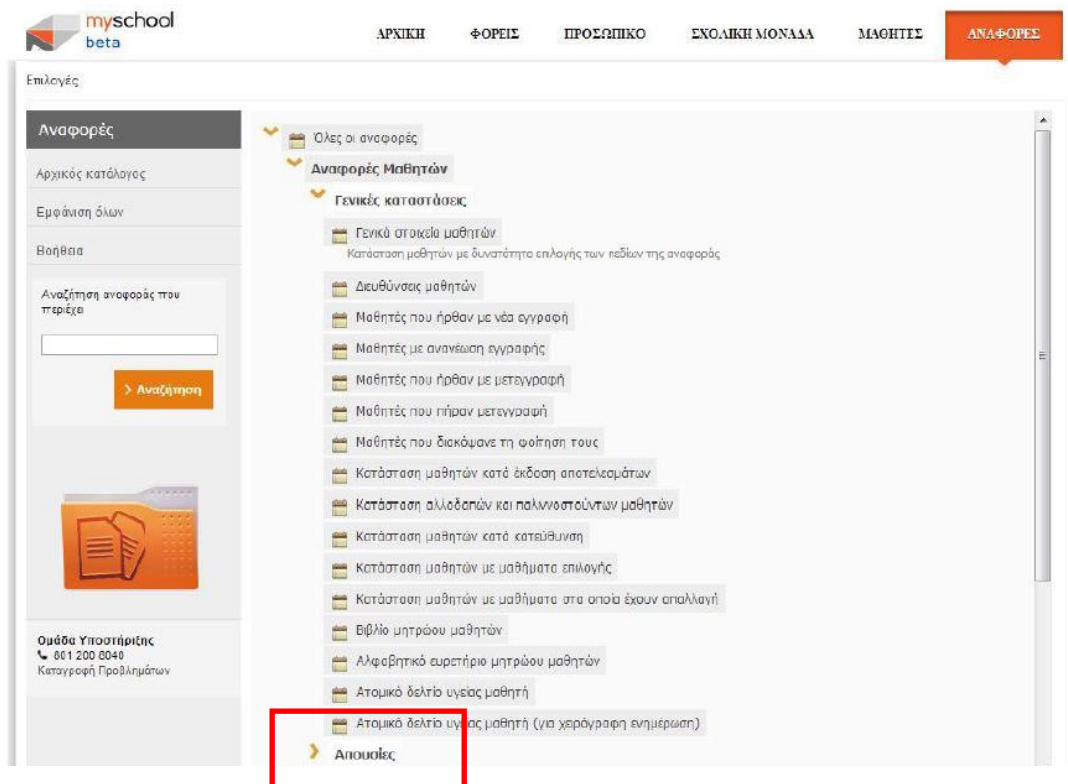 myschool
beta
ΑΡΧΙΚΗ ΦΟΡΕΙΣ ΠΡΟΣΩΠΙΚΟ ΣΧΟΛΙΚΗ ΜΟΝΑΔΑ ΜΑΘΗΤΕΣ ΑΝΑΦΟΡΕΣ
Επιλογές
Αναφορές
Αρχικός κατάλογος
Εμφάνιση όλων
Βοήθεια
Αναζήτηση αναφοράς που
περιέχει
> Αναζήτηση
Ομάδα Υποστήριξης
801 200 8040
Καταγραφή Προβλημάτων
Όλες οι αναφορές
Αναφορές Μαθητών
Γενικές καταστάσεις
Γενικά στοιχεία μαθητών
Κατάσταση μαθητών με δυνατότητα επιλογής των πεδίων της αναφοράς
Διευθύνσεις μαθητών
Μαθητές που ήρθαν με νέα εγγραφή
Μαθητές με ανανέωση εγγραφής
Μαθητές που ήρθαν με μετεγγραφή
Μαθητές που πήραν μετεγγραφή
Μαθητές που διακόψανε τη φοίτηση τους
Κατάσταση μαθητών κατά έκδοση αποτελεσμάτων
Κατάσταση αλλοδαπών και παλιννοστούντων μαθητών
Κατάσταση μαθητών κατά κατεύθυνση
Κατάσταση μαθητών με μαθήματα επιλογής
Κατάσταση μαθητών με μαθήματα στα οποία έχουν απαλλαγή
Βιβλίο μητρώου μαθητών
Αλφαβητικό ευρετήριο μητρώου μαθητών
Ατομικό δελτίο υγείας μαθητή
Ατομικό δελτίο υγείας μαθητή (για χειρόγραφη ενημέρωση)
Απουσίες